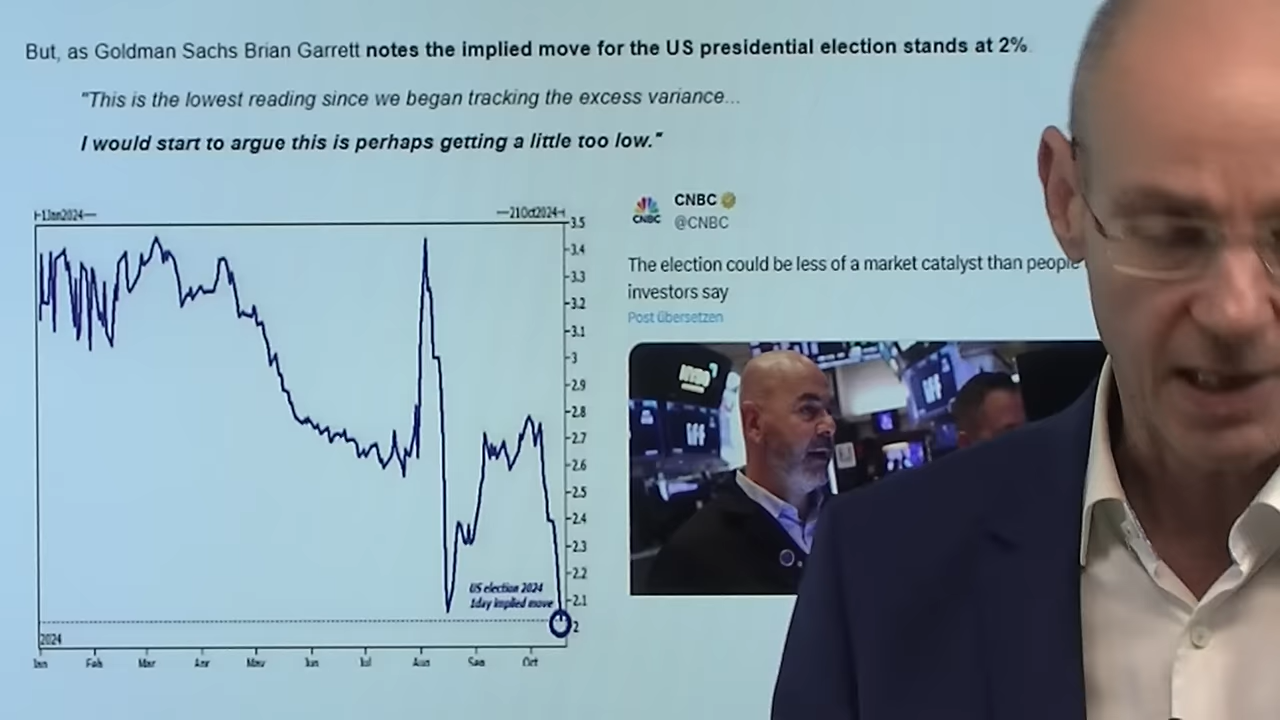 But, as Goldman Sachs Brian Garrett notes the implied move for the US presidential election stands at 2%
"This is the lowest reading since we began tracking the excess variance...
I would start to argue this is perhaps getting a little too low."
1Jan2024
21Oct2024
3.5
3.4
3.3
3.2
3.1
3
2.9
2.8
2.7
2.6
2.5
2.4
2.3
2.2
2.1
2
US election 2024
1day implied move
2024
Jan Feb Mar Apr May Jun Jul Aug Sep Oct
CNBC
CNBC
@CNBC
The election could be less of a market catalyst than people
investors say
Post übersetzen
iff
iff